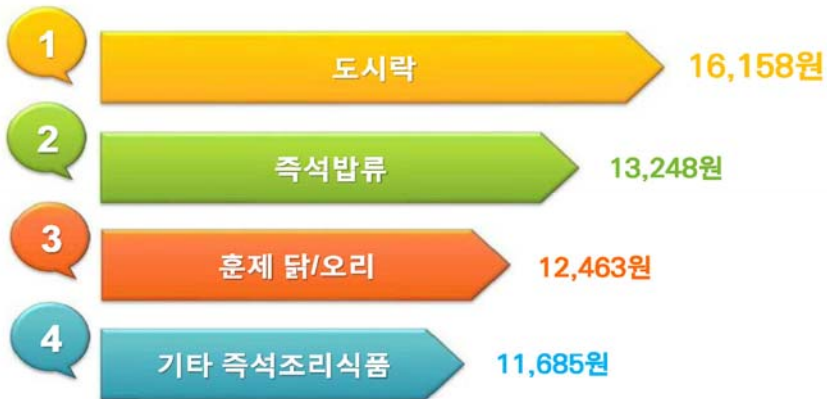 1
도시락
16,158원
2
즉석밥류
13,248원
3
훈제 닭/오리
12,463원
4
기타 즉석조리식품
11,685원